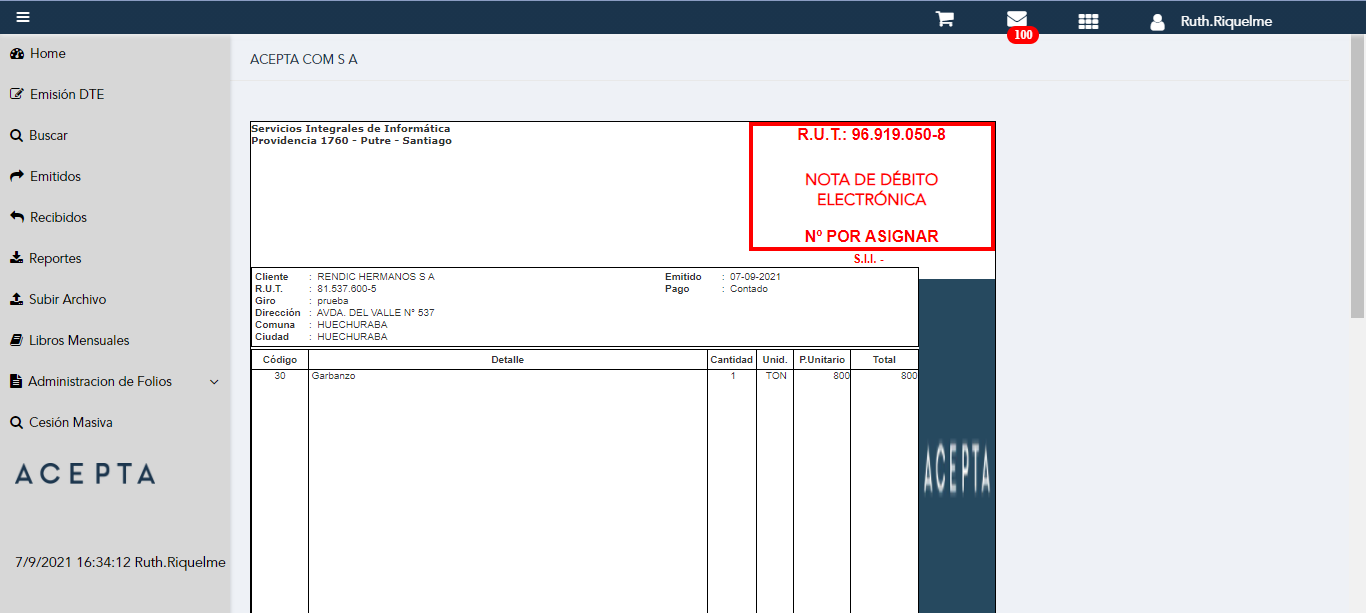 Ruth.Riquelme
100
Home
Emisión DTE
Buscar
Emitidos
Recibidos
Reportes
Subir Archivo
Libros Mensuales
Administracion de Folios
Cesión Masiva
ACEPTA
7/9/2021 16:34:12 Ruth.Riquelme
ACEPTA COM S A
Servicios Integrales de Informática
Providencia 1760 - Putre - Santiago
R.U.T.: 96.919.050-8
NOTA DE DÉBITO
ELECTRÓNICA
Nº POR ASIGNAR
S.I.I. -
Cliente : RENDIC HERMANOS S A Emitido : 07-09-2021
R.U.T. : 81.537.600-5 Pago : Contado
Giro : prueba
Dirección : AVDA. DEL VALLE N° 537
Comuna : HUECHURABA
Ciudad : HUECHURABA
Código Detalle Cantidad Unid. P.Unitario Total
30 Garbanzo 1 TON 800 800
ACEPTA